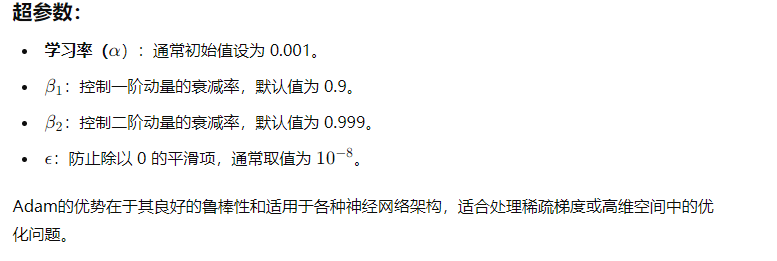 超参数：
• 学习率（α）：通常初始值设为 0.001。
• β₁：控制一阶动量的衰减率，默认值为 0.9。
• β₂：控制二阶动量的衰减率，默认值为 0.999。
• ϵ：防止除以 0 的平滑项，通常取值为 10⁻⁸。
Adam的优势在于其良好的鲁棒性和适用于各种神经网络架构，适合处理稀疏梯度或高维空间中的优
化问题。